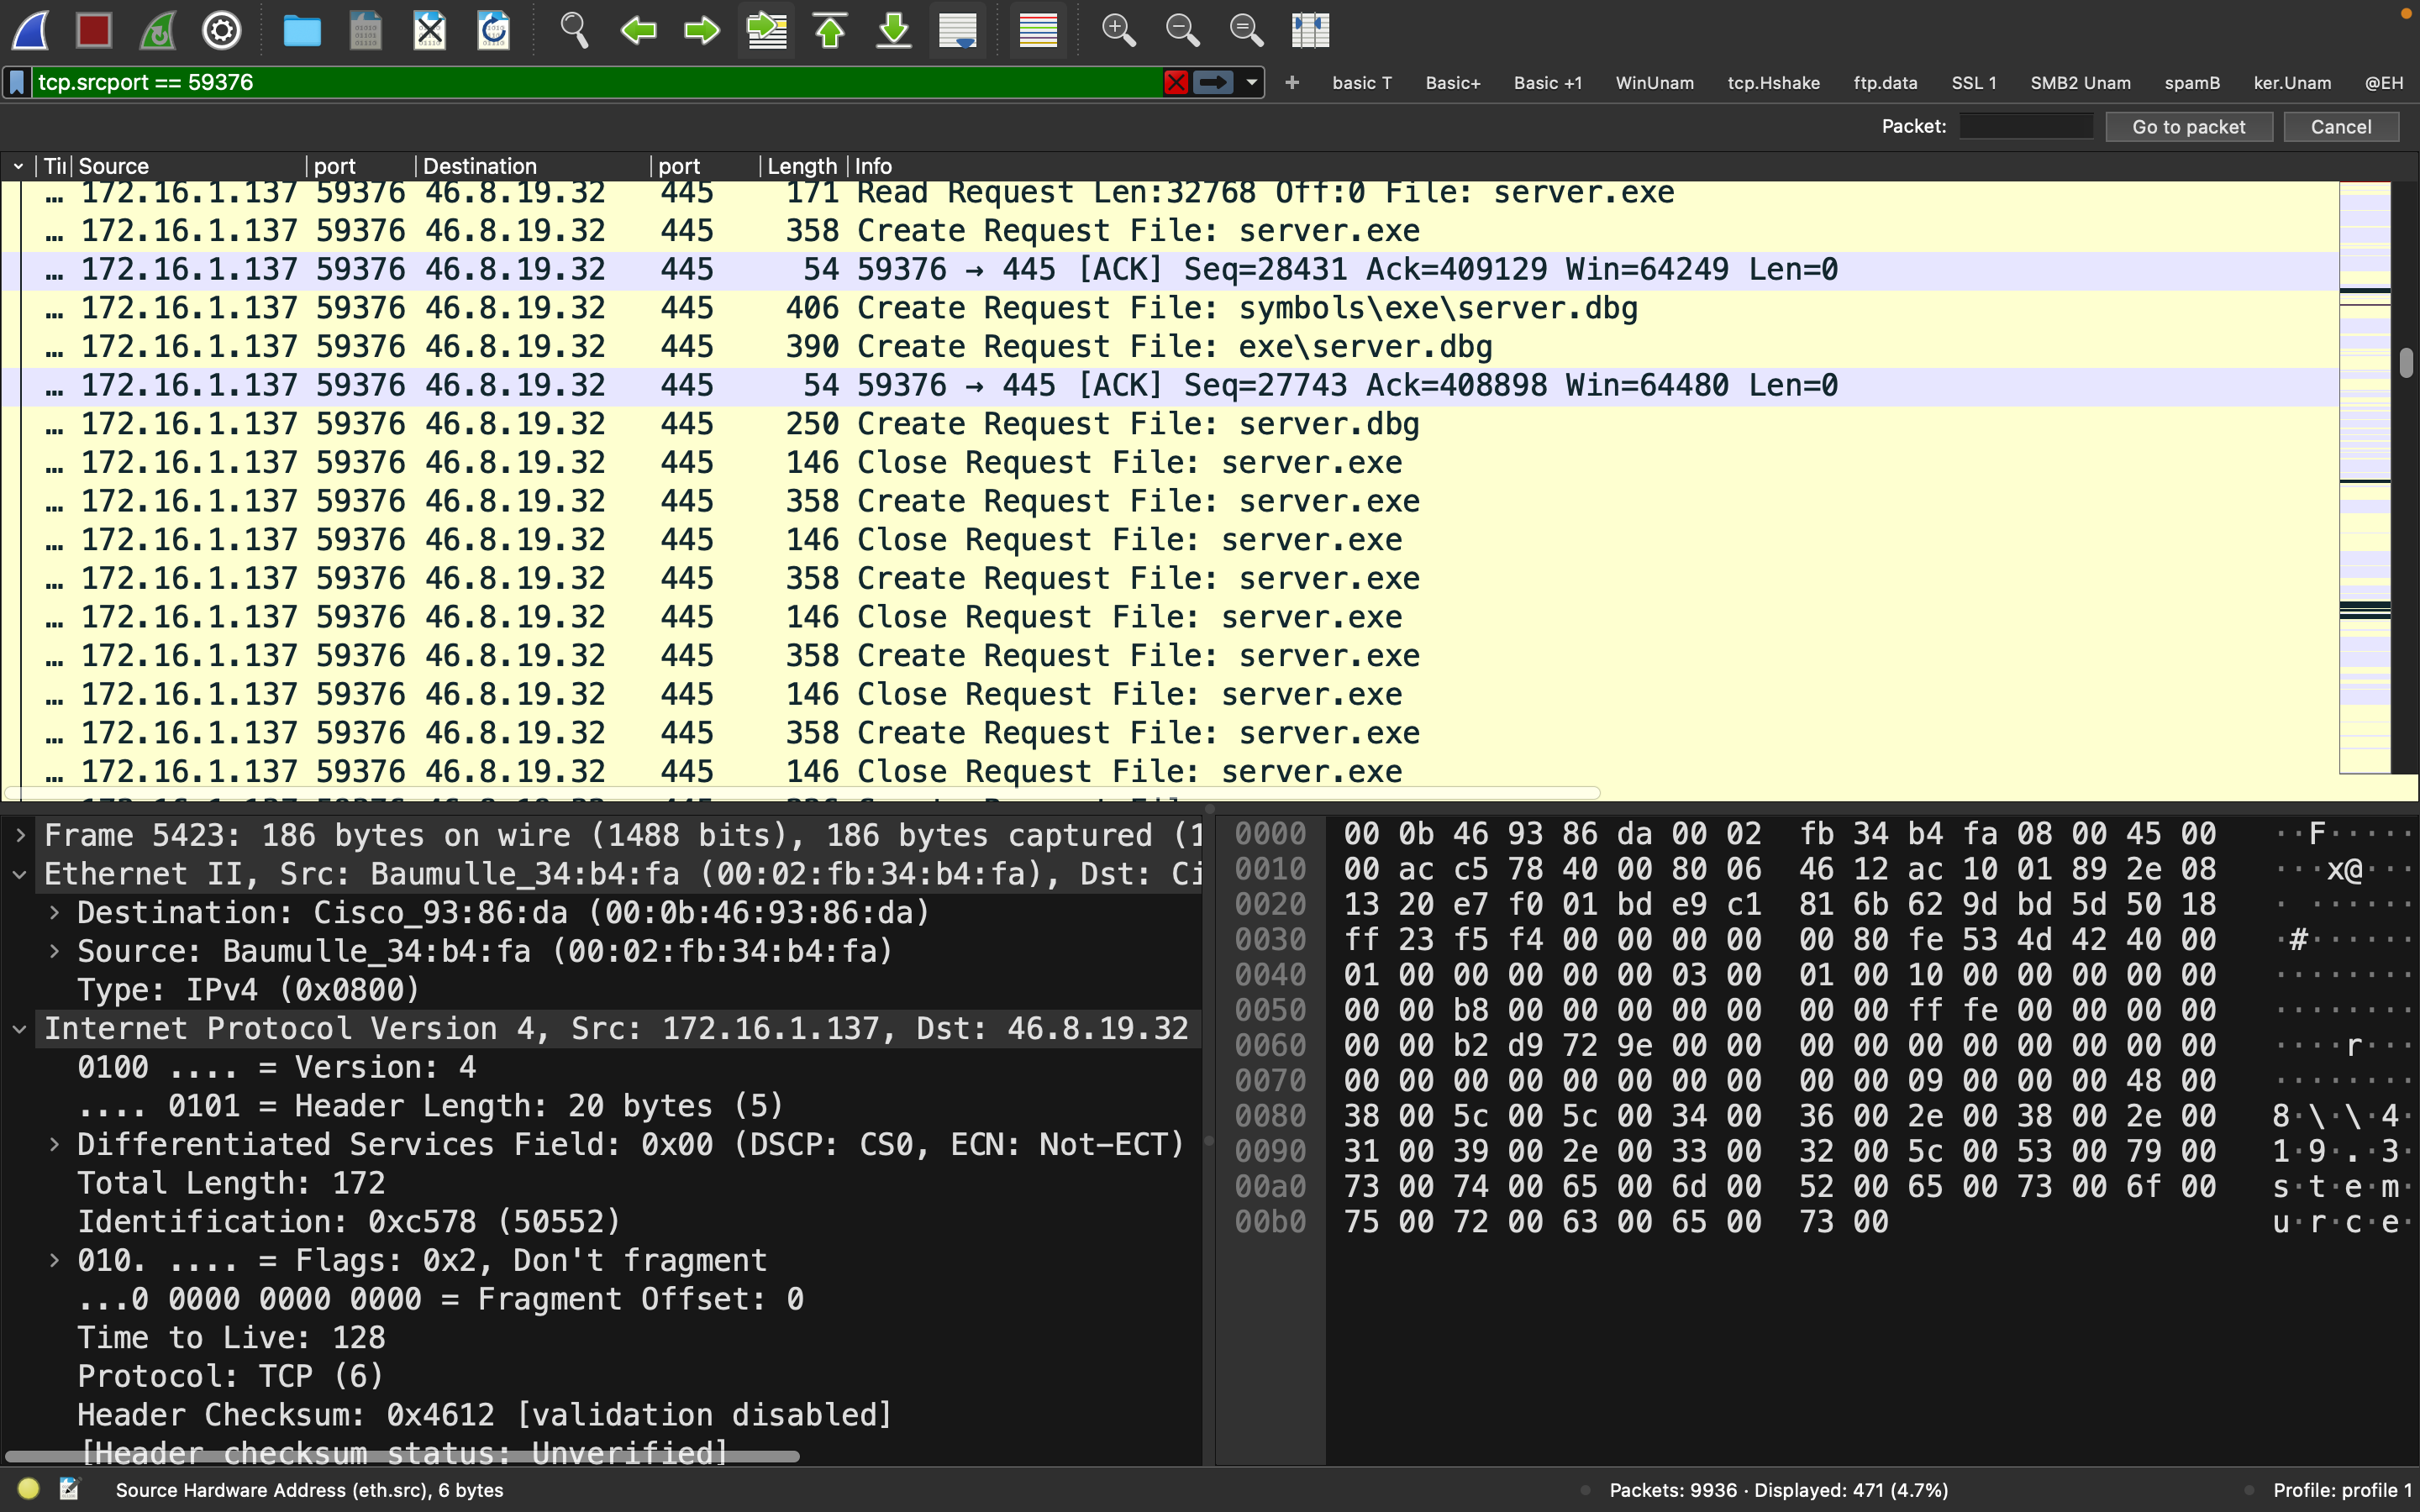 tcp.srcport == 59376
basic T Basic+ Basic +1 WinUnam tcp.Hshake ftp.data SSL 1 SMB2 Unam spamB ker.Unam @EH
Packet: Go to packet Cancel
Tii Source port Destination port Length Info
… 172.16.1.137 59376 46.8.19.32 445 171 Read Request Len:32768 Off:0 File: server.exe
… 172.16.1.137 59376 46.8.19.32 445 358 Create Request File: server.exe
… 172.16.1.137 59376 46.8.19.32 445 54 59376 → 445 [ACK] Seq=28431 Ack=409129 Win=64249 Len=0
… 172.16.1.137 59376 46.8.19.32 445 406 Create Request File: symbols\exe\server.dbg
… 172.16.1.137 59376 46.8.19.32 445 390 Create Request File: exe\server.dbg
… 172.16.1.137 59376 46.8.19.32 445 54 59376 → 445 [ACK] Seq=27743 Ack=408898 Win=64480 Len=0
… 172.16.1.137 59376 46.8.19.32 445 250 Create Request File: server.dbg
… 172.16.1.137 59376 46.8.19.32 445 146 Close Request File: server.exe
… 172.16.1.137 59376 46.8.19.32 445 358 Create Request File: server.exe
… 172.16.1.137 59376 46.8.19.32 445 146 Close Request File: server.exe
… 172.16.1.137 59376 46.8.19.32 445 358 Create Request File: server.exe
… 172.16.1.137 59376 46.8.19.32 445 146 Close Request File: server.exe
… 172.16.1.137 59376 46.8.19.32 445 358 Create Request File: server.exe
… 172.16.1.137 59376 46.8.19.32 445 146 Close Request File: server.exe
… 172.16.1.137 59376 46.8.19.32 445 358 Create Request File: server.exe
… 172.16.1.137 59376 46.8.19.32 445 146 Close Request File: server.exe
Frame 5423: 186 bytes on wire (1488 bits), 186 bytes captured (1
Ethernet II, Src: Baumulle_34:b4:fa (00:02:fb:34:b4:fa), Dst: Ci
Destination: Cisco_93:86:da (00:0b:46:93:86:da)
Source: Baumulle_34:b4:fa (00:02:fb:34:b4:fa)
Type: IPv4 (0x0800)
Internet Protocol Version 4, Src: 172.16.1.137, Dst: 46.8.19.32
0100 .... = Version: 4
.... 0101 = Header Length: 20 bytes (5)
Differentiated Services Field: 0x00 (DSCP: CS0, ECN: Not-ECT)
Total Length: 172
Identification: 0xc578 (50552)
010. .... = Flags: 0x2, Don't fragment
...0 0000 0000 0000 = Fragment Offset: 0
Time to Live: 128
Protocol: TCP (6)
Header Checksum: 0x4612 [validation disabled]
[Header checksum status: Unverified]
0000 00 0b 46 93 86 da 00 02 fb 34 b4 fa 08 00 45 00 ··F·····
0010 00 ac c5 78 40 00 80 06 46 12 ac 10 01 89 2e 08 ···x@···
0020 13 20 e7 f0 01 bd e9 c1 81 6b 62 9d bd 5d 50 18 · ······
0030 ff 23 f5 f4 00 00 00 00 00 80 fe 53 4d 42 40 00 ·#······
0040 01 00 00 00 00 00 03 00 01 00 10 00 00 00 00 00 ········
0050 00 00 b8 00 00 00 00 00 00 00 ff fe 00 00 00 00 ········
0060 00 00 b2 d9 72 9e 00 00 00 00 00 00 00 00 00 00 ····r···
0070 00 00 00 00 00 00 00 00 00 00 09 00 00 00 48 00 ········
0080 38 00 5c 00 5c 00 34 00 36 00 2e 00 38 00 2e 00 8·\·\·4·
0090 31 00 39 00 2e 00 33 00 32 00 5c 00 53 00 79 00 1·9·.·3·
00a0 73 00 74 00 65 00 6d 00 52 00 65 00 73 00 6f 00 s·t·e·m·
00b0 75 00 72 00 63 00 65 00 73 00 u·r·c·e·
Source Hardware Address (eth.src), 6 bytes Packets: 9936 · Displayed: 471 (4.7%) Profile: profile 1